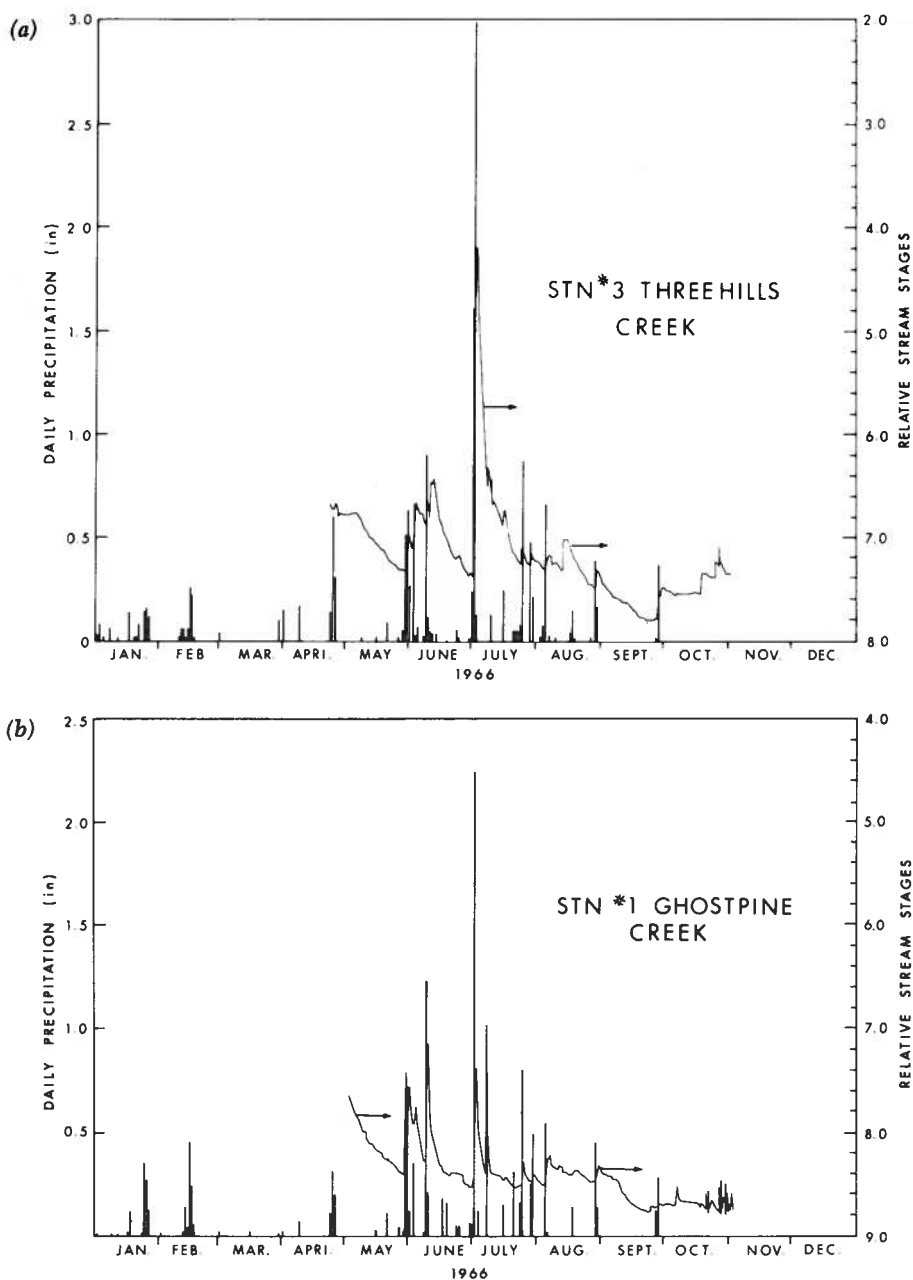 (a)
3.0
2.5
2.0
1.5
1.0
0.5
0
DAILY PRECIPITATION (in)
STN*3 THREEHILLS
CREEK
2.0
3.0
4.0
5.0
6.0
7.0
8.0
RELATIVE STREAM STAGES
JAN. FEB MAR. APRI. MAY JUNE JULY AUG. SEPT. OCT. NOV. DEC.
1966
(b)
2.5
2.0
1.5
1.0
0.5
DAILY PRECIPITATION (in)
STN *1 GHOSTPINE
CREEK
4.0
5.0
6.0
7.0
8.0
9.0
RELATIVE STREAM STAGES
JAN. FEB. MAR. APRI. MAY JUNE JULY AUG. SEPT. OCT. NOV. DEC.
1966